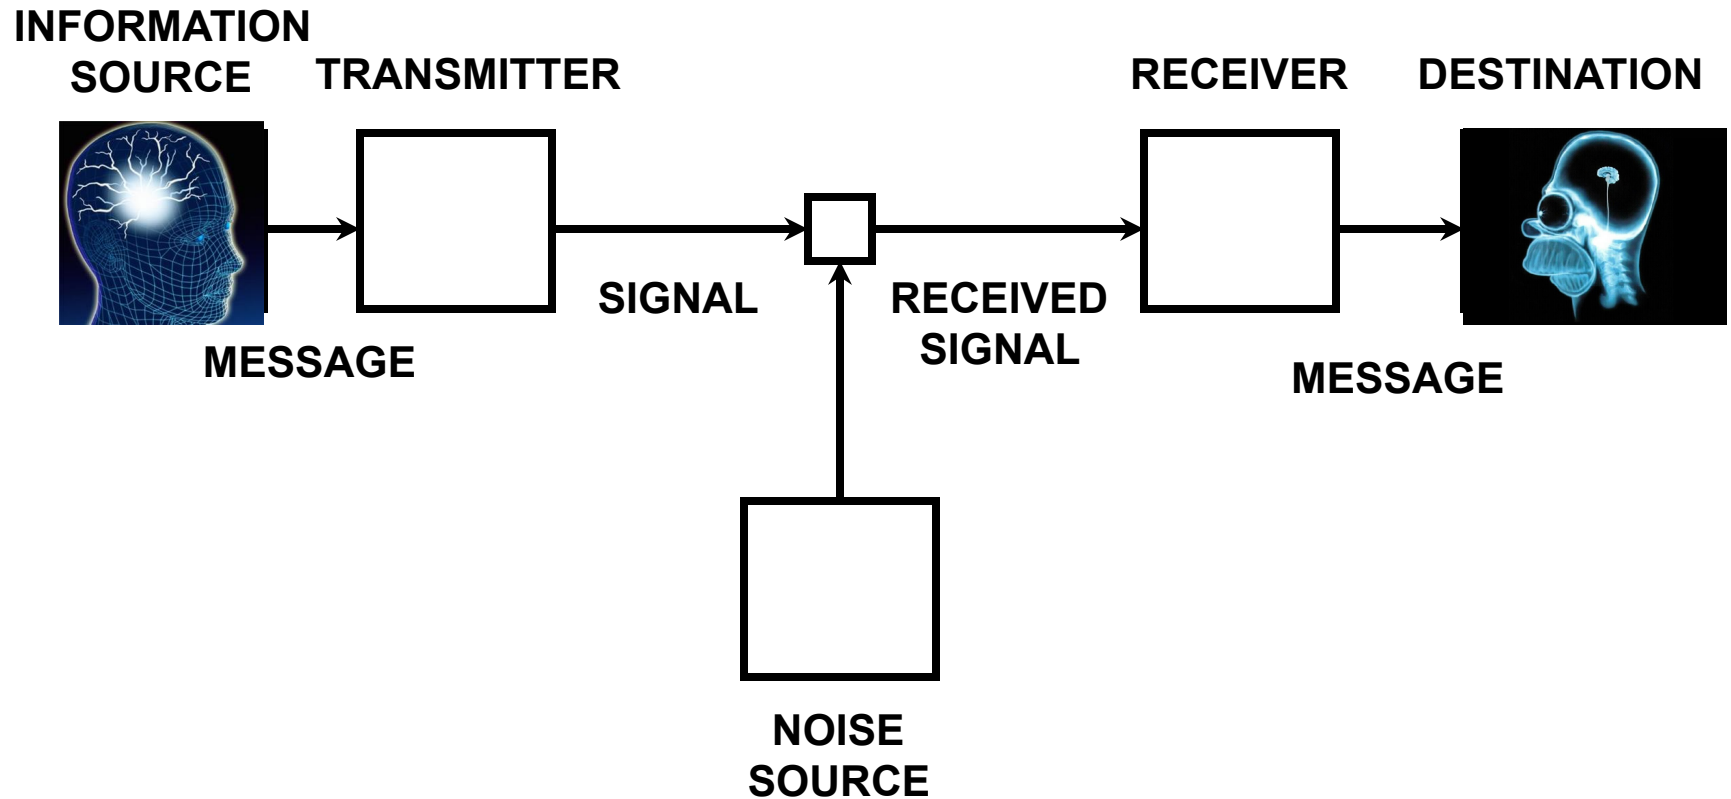 INFORMATION
SOURCE
TRANSMITTER
RECEIVER
DESTINATION
SIGNAL
RECEIVED
SIGNAL
MESSAGE
MESSAGE
NOISE
SOURCE